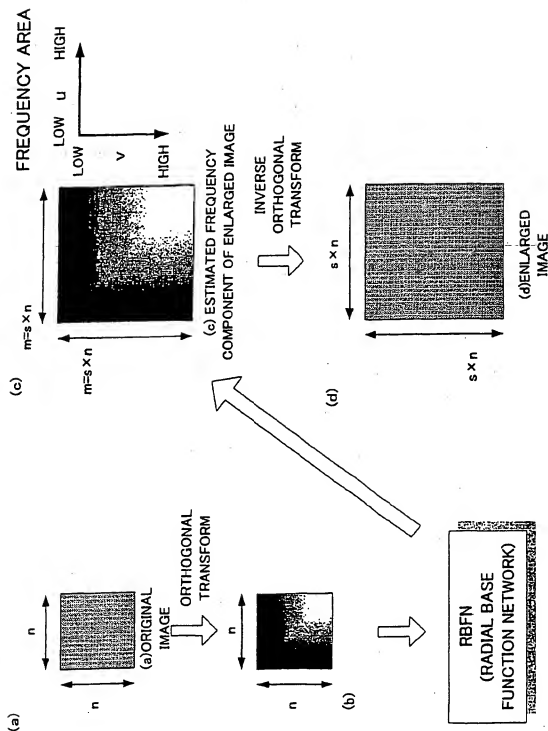 (a)
n
n
(a)ORIGINAL
IMAGE
ORTHOGONAL
TRANSFORM
n
n
(b)
RBFN
(RADIAL BASE
FUNCTION NETWORK)
(c)
m=s×n
m=s×n
FREQUENCY AREA
LOW u HIGH
LOW
v
HIGH
(c) ESTIMATED FREQUENCY
COMPONENT OF ENLARGED IMAGE
INVERSE
ORTHOGONAL
TRANSFORM
(d)
s×n
s×n
(d)ENLARGED
IMAGE